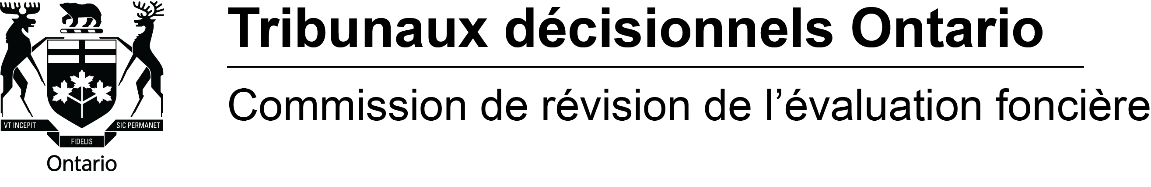 Tribunaux décisionnels Ontario
Commission de révision de l’évaluation foncière
VT INCEPIT
SIC PERMANET
FIDELIS
Ontario